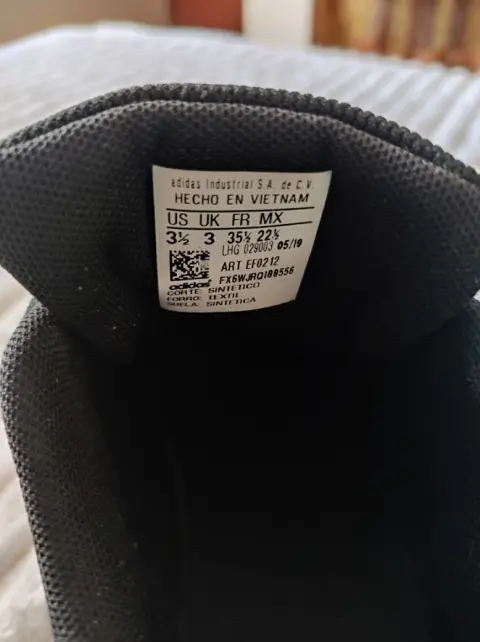 adidas Industrial S.A. de C.V.
HECHO EN VIETNAM
US UK FR MX
3½ 3 35½ 22½
LHG 029003 05/19
ART EF0212
FX6WJRQ188556
adidas
CORTE: SINTETICO
FORRO: TEXTIL
SUELA: SINTETICA